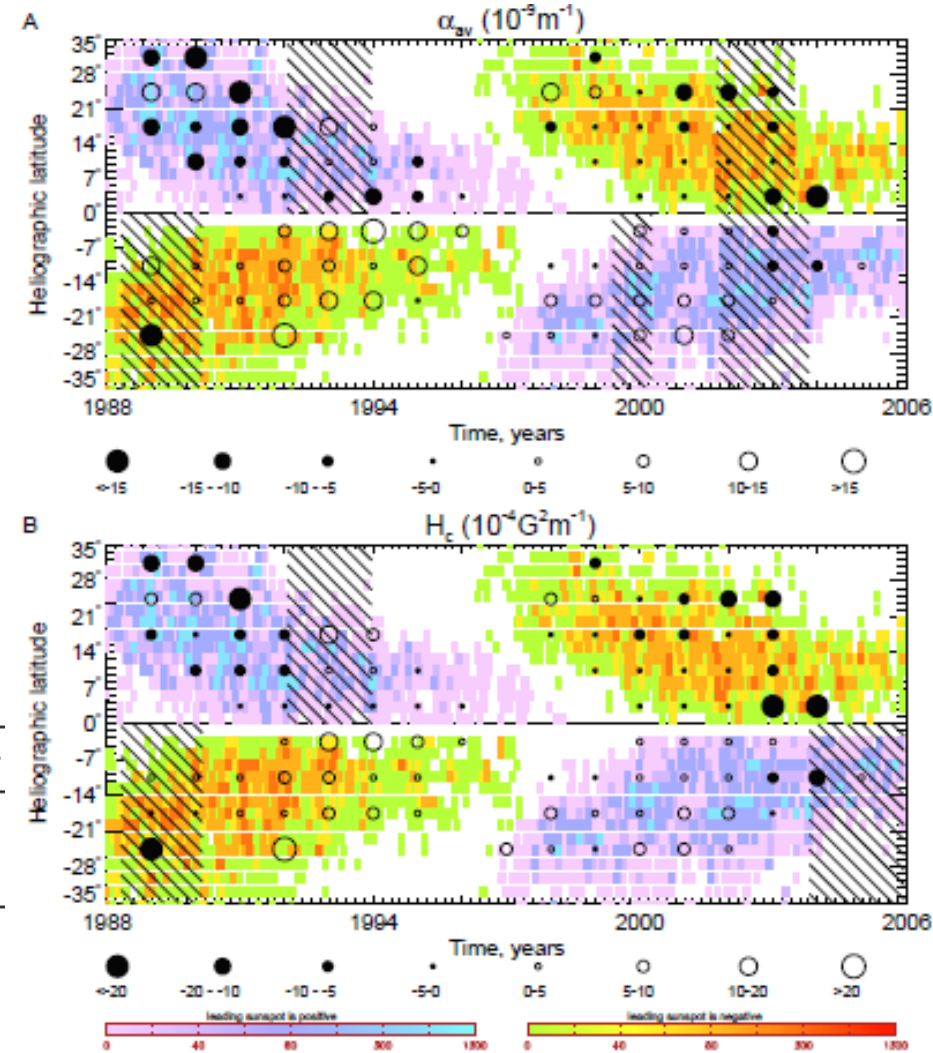 A
α_av (10^-9 m^-1)
35°
28°
21°
14°
7°
0°
-7°
-14°
-21°
-28°
-35°
Heliographic latitude
Heliographic latitude
1988 1994 2000 2006
Time, years
<-15 -15 - -10 -10 - -5 -5-0 0-5 5-10 10-15 >15
B
H_c (10^-4 G^2 m^-1)
35°
28°
21°
14°
7°
0°
-7°
-14°
-21°
-28°
-35°
Heliographic latitude
Heliographic latitude
1988 1994 2000 2006
Time, years
<-20 -20 - -10 -10 - -5 -5-0 0-5 5-10 10-20 >20
leading sunspot is positive leading sunspot is negative
0 40 0 40